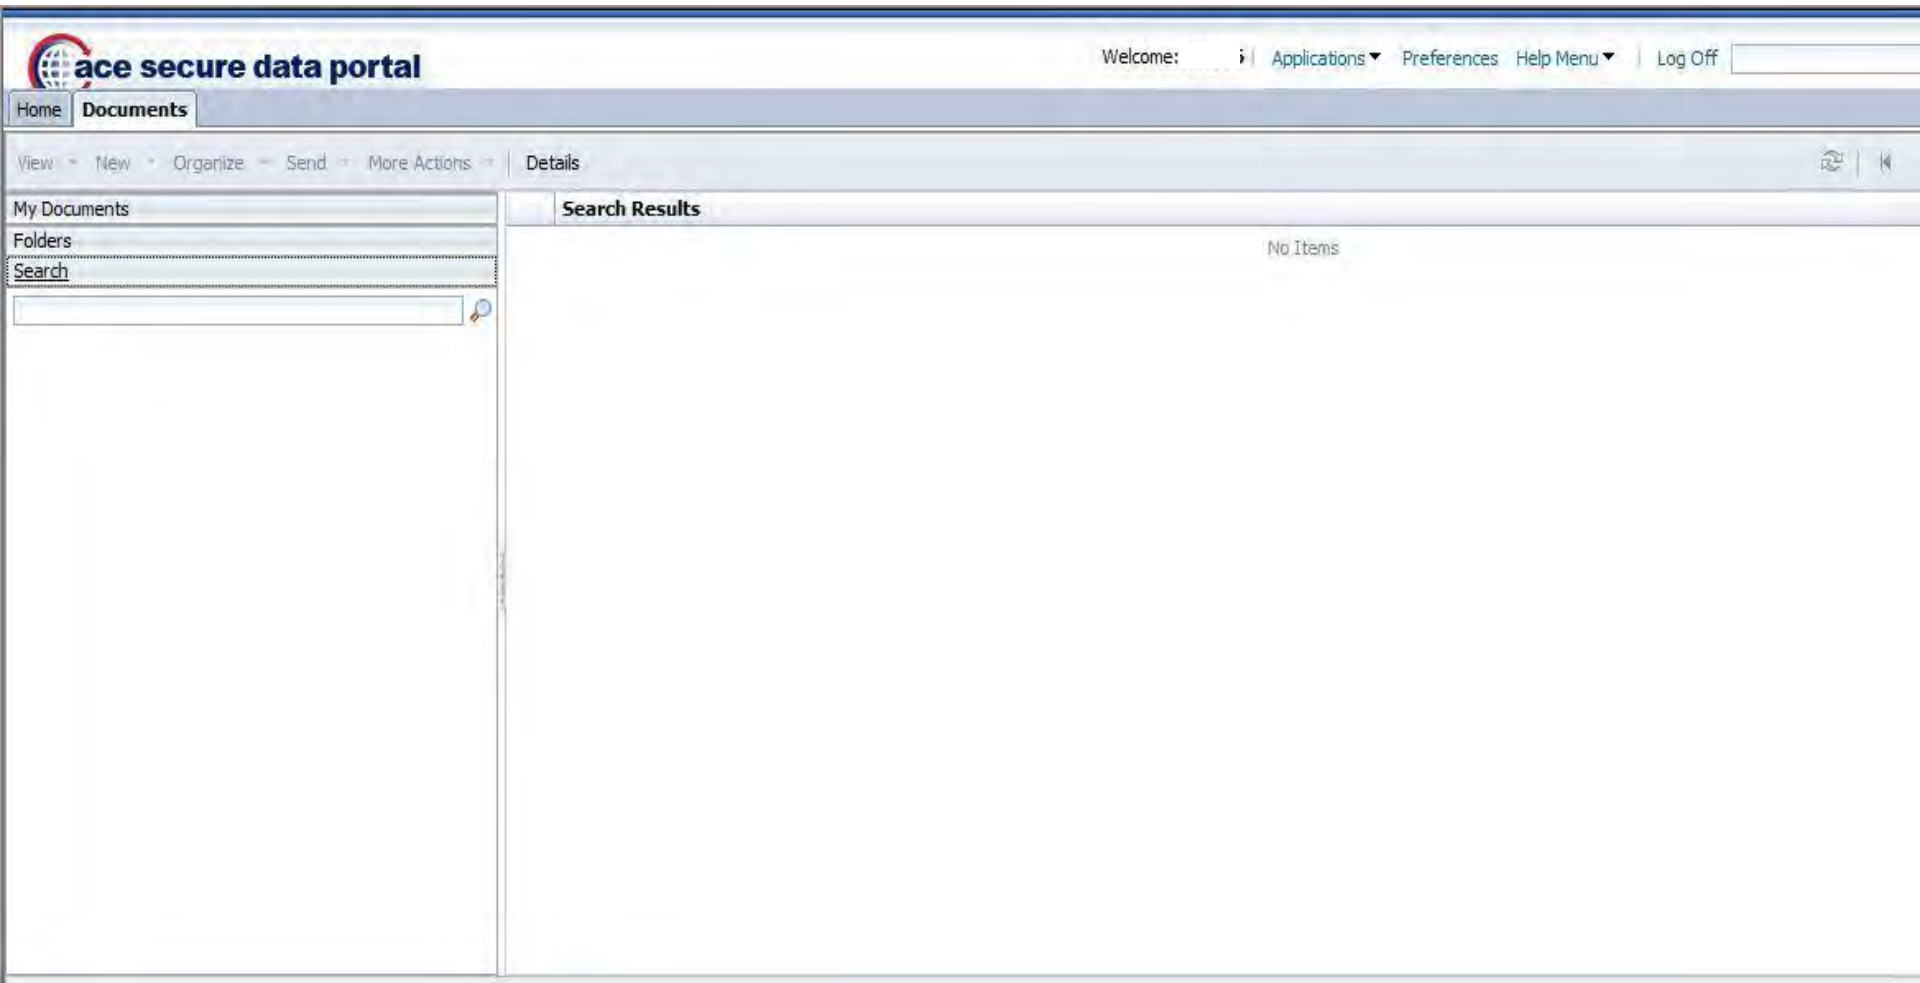 ace secure data portal
Welcome: Applications Preferences Help Menu | Log Off
Home Documents
View New Organize Send More Actions | Details
My Documents
Search Results
Folders
No Items
Search